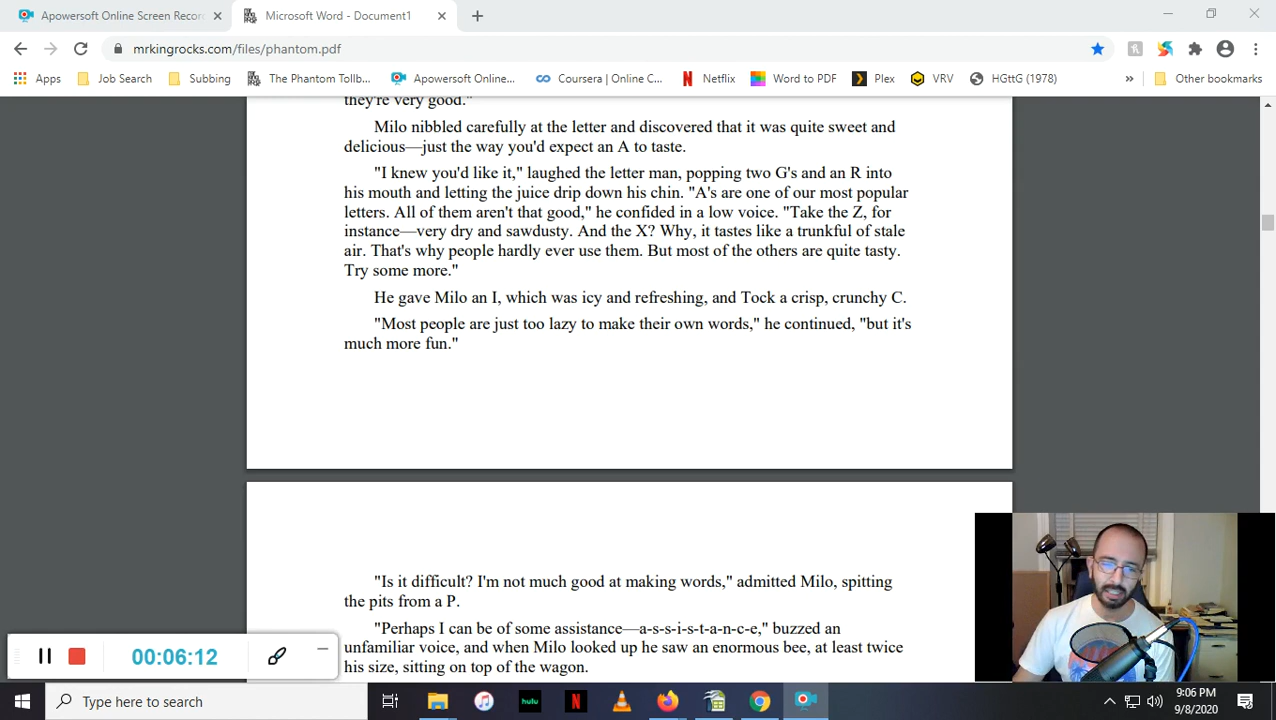 Apowersoft Online Screen Recor
Microsoft Word - Document1
mrkingrocks.com/files/phantom.pdf
Apps
Job Search
Subbing
The Phantom Tollb...
Apowersoft Online...
Coursera | Online C...
Netflix
Word to PDF
Plex
VRV
HGttG (1978)
»
Other bookmarks
they're very good."
Milo nibbled carefully at the letter and discovered that it was quite sweet and
delicious—just the way you'd expect an A to taste.
"I knew you'd like it," laughed the letter man, popping two G's and an R into
his mouth and letting the juice drip down his chin. "A's are one of our most popular
letters. All of them aren't that good," he confided in a low voice. "Take the Z, for
instance—very dry and sawdusty. And the X? Why, it tastes like a trunkful of stale
air. That's why people hardly ever use them. But most of the others are quite tasty.
Try some more."
He gave Milo an I, which was icy and refreshing, and Tock a crisp, crunchy C.
"Most people are just too lazy to make their own words," he continued, "but it's
much more fun."
"Is it difficult? I'm not much good at making words," admitted Milo, spitting
the pits from a P.
"Perhaps I can be of some assistance—a-s-s-i-s-t-a-n-c-e," buzzed an
unfamiliar voice, and when Milo looked up he saw an enormous bee, at least twice
his size, sitting on top of the wagon.
00:06:12
Type here to search
hulu
9:06 PM
9/8/2020